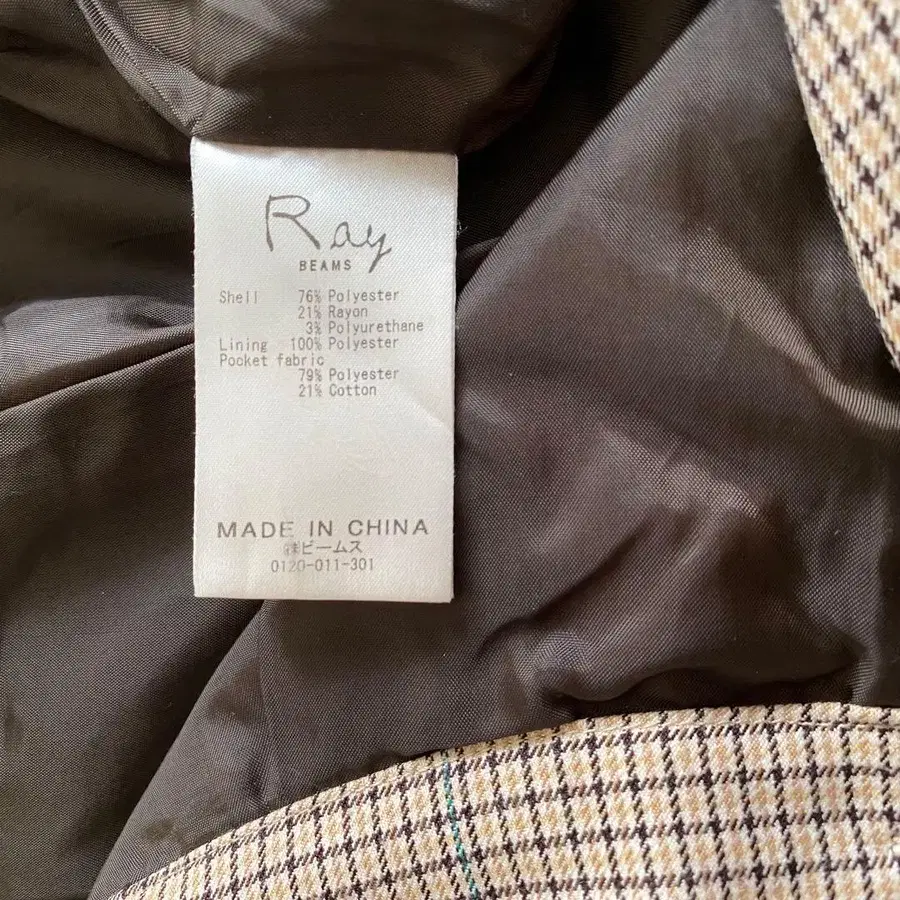 Ray
BEAMS
Shell 76% Polyester
21% Rayon
3% Polyurethane
Lining 100% Polyester
Pocket fabric
79% Polyester
21% Cotton
MADE IN CHINA
㈱ビームス
0120-011-301